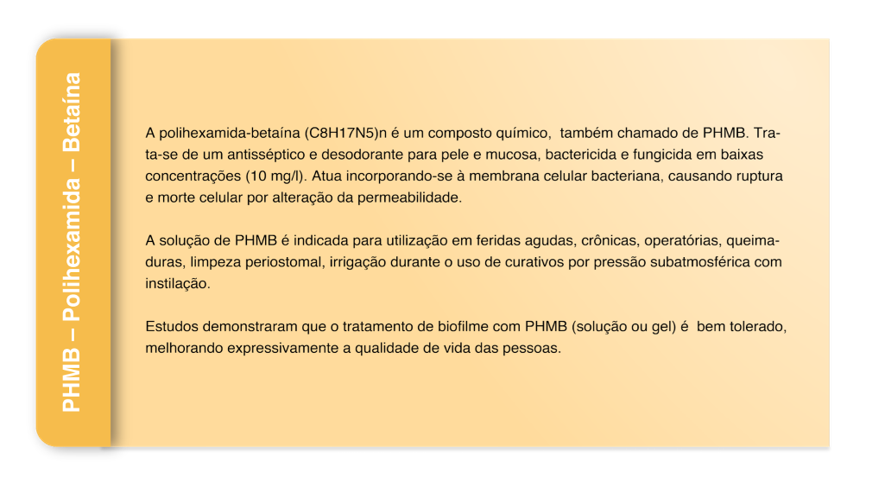 PHMB – Polihexamida – Betaína
A polihexamida-betaína (C8H17N5)n é um composto químico,  também chamado de PHMB. Tra-
ta-se de um antisséptico e desodorante para pele e mucosa, bactericida e fungicida em baixas
concentrações (10 mg/l). Atua incorporando-se à membrana celular bacteriana, causando ruptura
e morte celular por alteração da permeabilidade.
A solução de PHMB é indicada para utilização em feridas agudas, crônicas, operatórias, queima-
duras, limpeza periostomal, irrigação durante o uso de curativos por pressão subatmosférica com
instilação.
Estudos demonstraram que o tratamento de biofilme com PHMB (solução ou gel) é  bem tolerado,
melhorando expressivamente a qualidade de vida das pessoas.